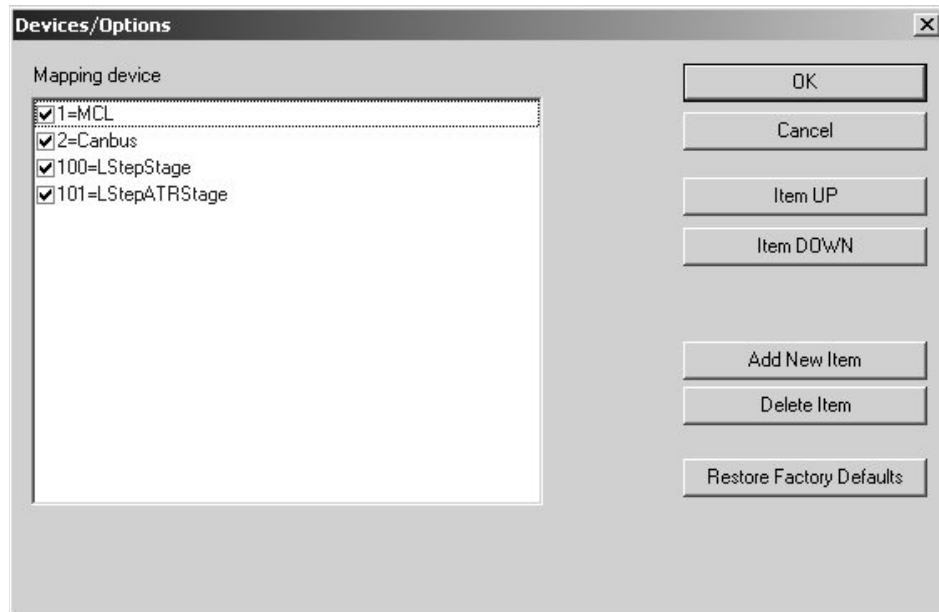 Devices/Options
Mapping device
1=MCL
2=Canbus
100=LStepStage
101=LStepATRStage
OK
Cancel
Item UP
Item DOWN
Add New Item
Delete Item
Restore Factory Defaults